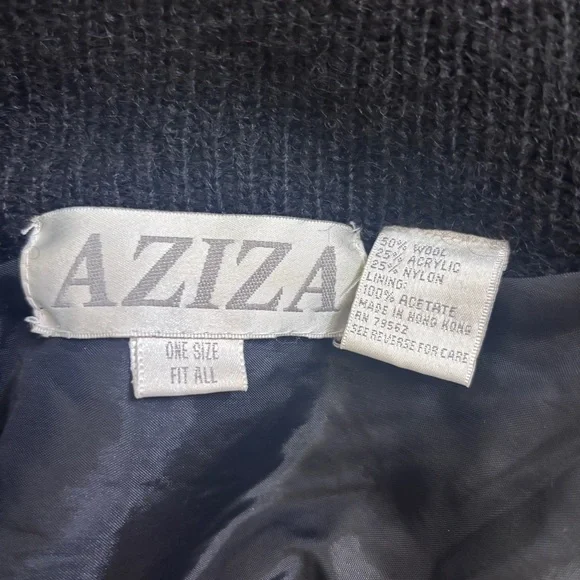 AZIZA
ONE SIZE
FIT ALL
50% WOOL
25% ACRYLIC
25% NYLON
LINING:
100% ACETATE
MADE IN HONG KONG
RN 79562
SEE REVERSE FOR CARE